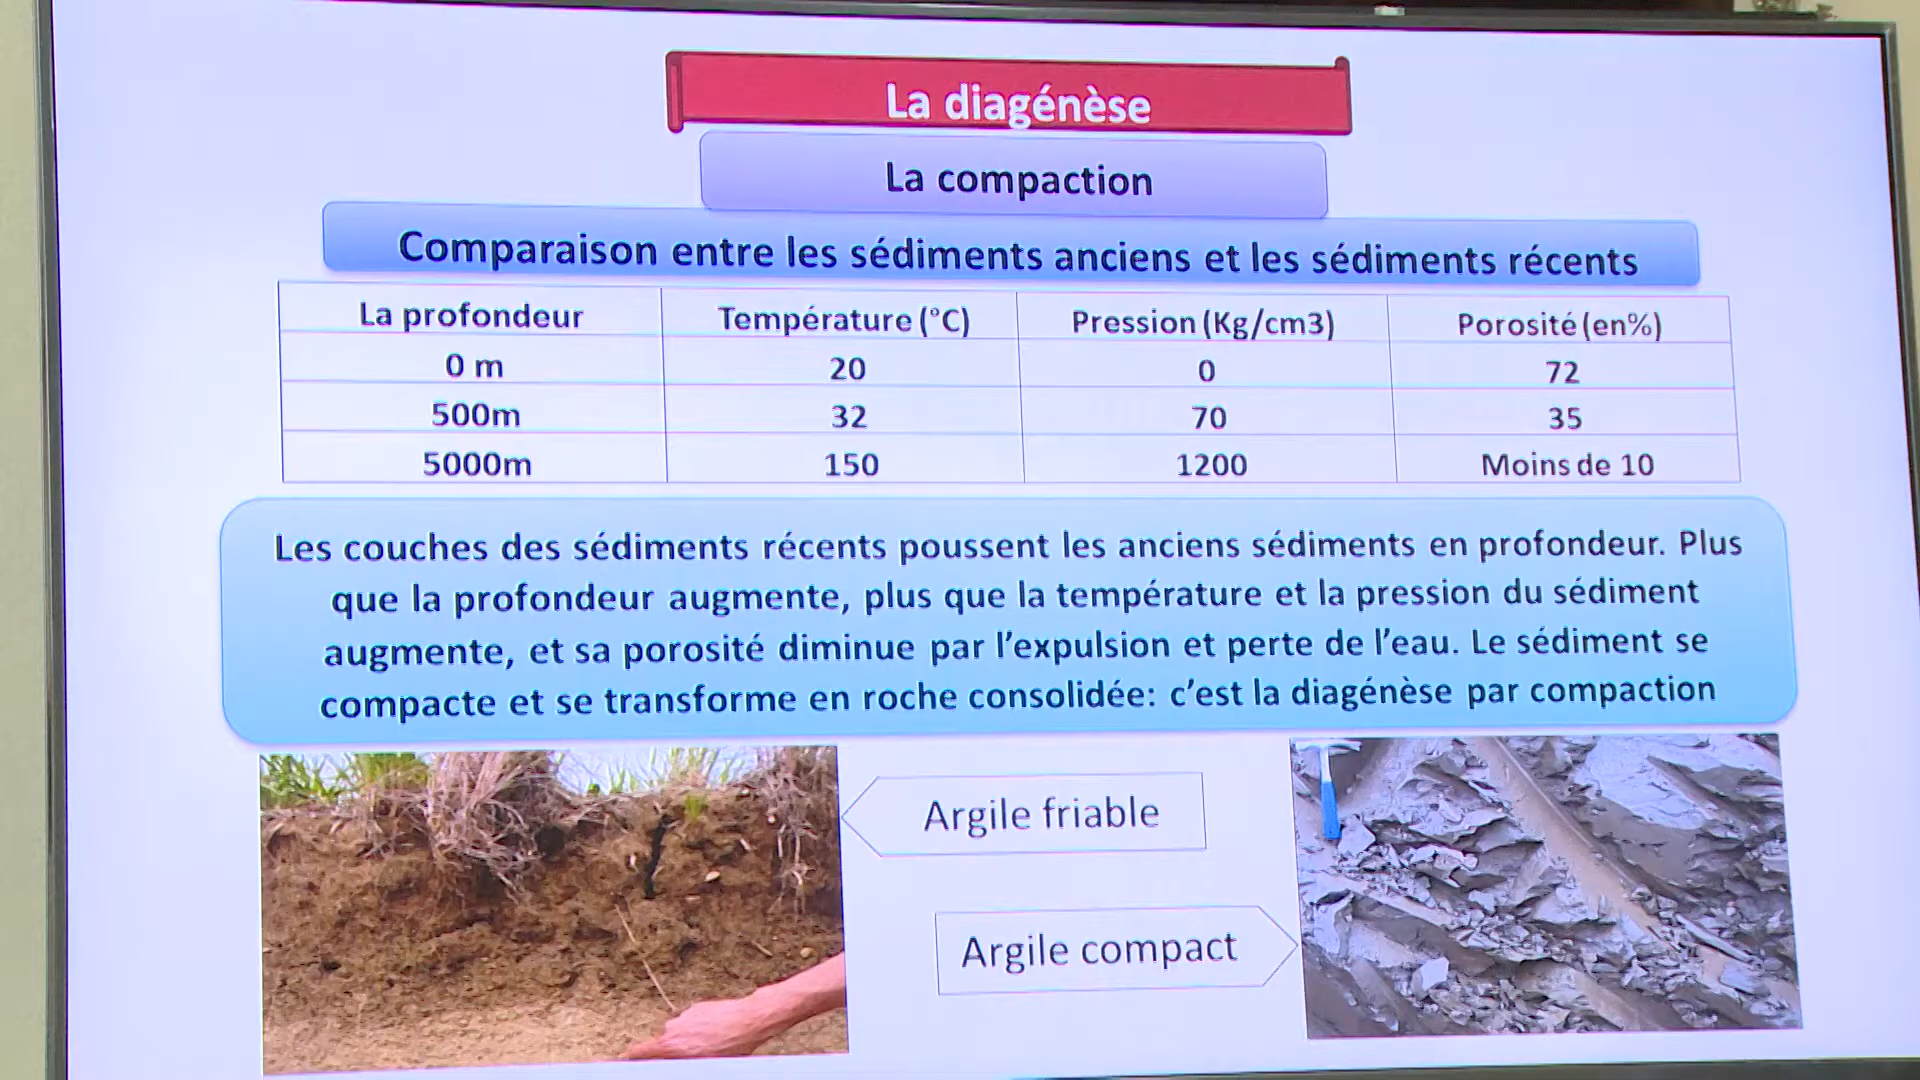 La diagénèse
La compaction
Comparaison entre les sédiments anciens et les sédiments récents
La profondeur Température (°C) Pression (Kg/cm3) Porosité (en%)
0 m 20 0 72
500m 32 70 35
5000m 150 1200 Moins de 10
Les couches des sédiments récents poussent les anciens sédiments en profondeur. Plus
que la profondeur augmente, plus que la température et la pression du sédiment
augmente, et sa porosité diminue par l'expulsion et perte de l'eau. Le sédiment se
compacte et se transforme en roche consolidée: c'est la diagénèse par compaction
Argile friable
Argile compact